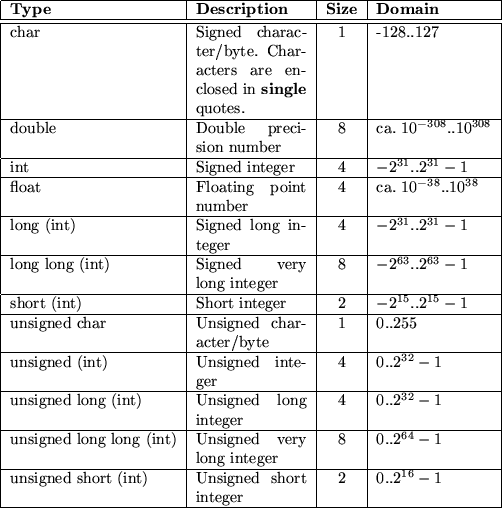 Type Description Size Domain
char Signed charac- 1 -128..127
ter/byte. Char-
acters are en-
closed in single
quotes.
double Double preci- 8 ca. 10^−308..10^308
sion number
int Signed integer 4 −2^31..2^31 − 1
float Floating point 4 ca. 10^−38..10^38
number
long (int) Signed long in- 4 −2^31..2^31 − 1
teger
long long (int) Signed very 8 −2^63..2^63 − 1
long integer
short (int) Short integer 2 −2^15..2^15 − 1
unsigned char Unsigned char- 1 0..255
acter/byte
unsigned (int) Unsigned inte- 4 0..2^32 − 1
ger
unsigned long (int) Unsigned long 4 0..2^32 − 1
integer
unsigned long long (int) Unsigned very 8 0..2^64 − 1
long integer
unsigned short (int) Unsigned short 2 0..2^16 − 1
integer